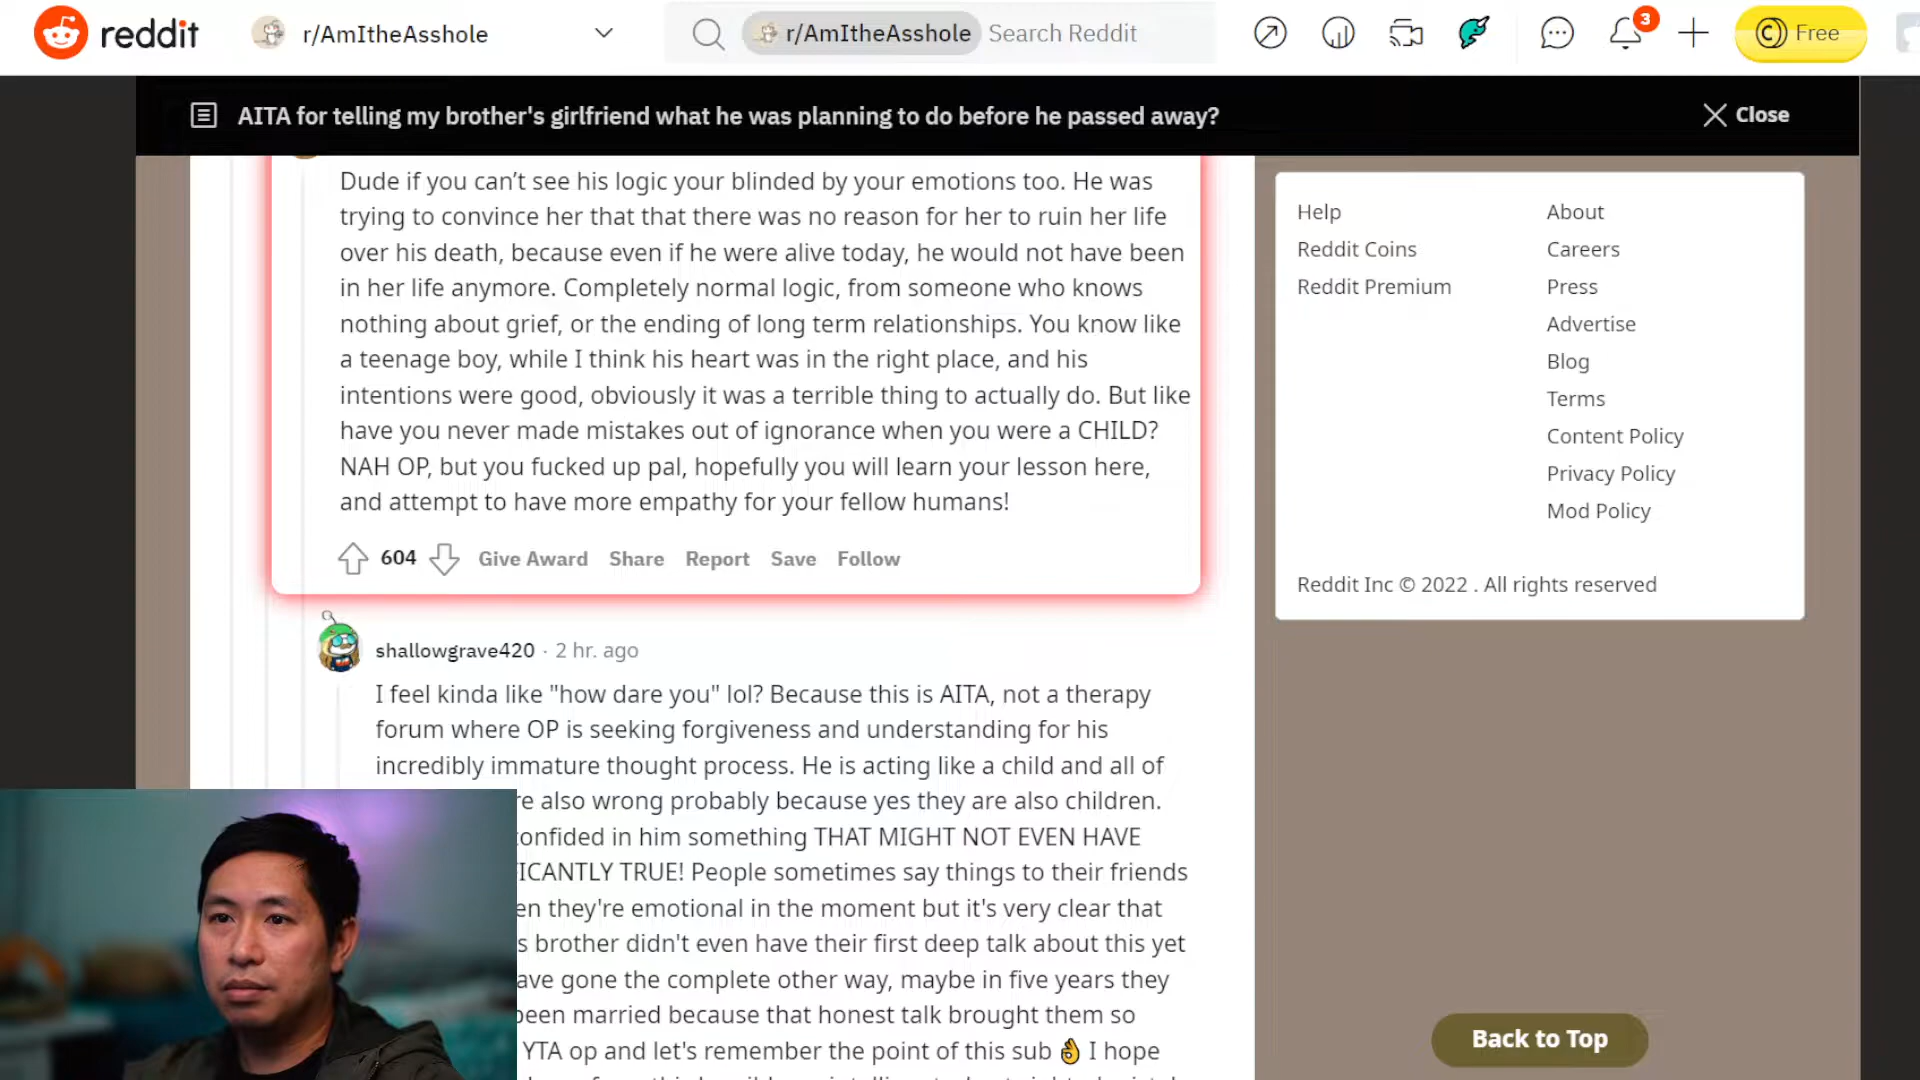 reddit
r/AmItheAsshole
r/AmItheAsshole Search Reddit
3
Free
AITA for telling my brother's girlfriend what he was planning to do before he passed away?
Close
Dude if you can’t see his logic your blinded by your emotions too. He was
trying to convince her that that there was no reason for her to ruin her life
over his death, because even if he were alive today, he would not have been
in her life anymore. Completely normal logic, from someone who knows
nothing about grief, or the ending of long term relationships. You know like
a teenage boy, while I think his heart was in the right place, and his
intentions were good, obviously it was a terrible thing to actually do. But like
have you never made mistakes out of ignorance when you were a CHILD?
NAH OP, but you fucked up pal, hopefully you will learn your lesson here,
and attempt to have more empathy for your fellow humans!
604 Give Award Share Report Save Follow
shallowgrave420 · 2 hr. ago
I feel kinda like "how dare you" lol? Because this is AITA, not a therapy
forum where OP is seeking forgiveness and understanding for his
incredibly immature thought process. He is acting like a child and all of
re also wrong probably because yes they are also children.
onfided in him something THAT MIGHT NOT EVEN HAVE
FICANTLY TRUE! People sometimes say things to their friends
en they're emotional in the moment but it's very clear that
s brother didn't even have their first deep talk about this yet
ave gone the complete other way, maybe in five years they
been married because that honest talk brought them so
YTA op and let's remember the point of this sub 👌 I hope
Help
Reddit Coins
Reddit Premium
About
Careers
Press
Advertise
Blog
Terms
Content Policy
Privacy Policy
Mod Policy
Reddit Inc © 2022 . All rights reserved
Back to Top